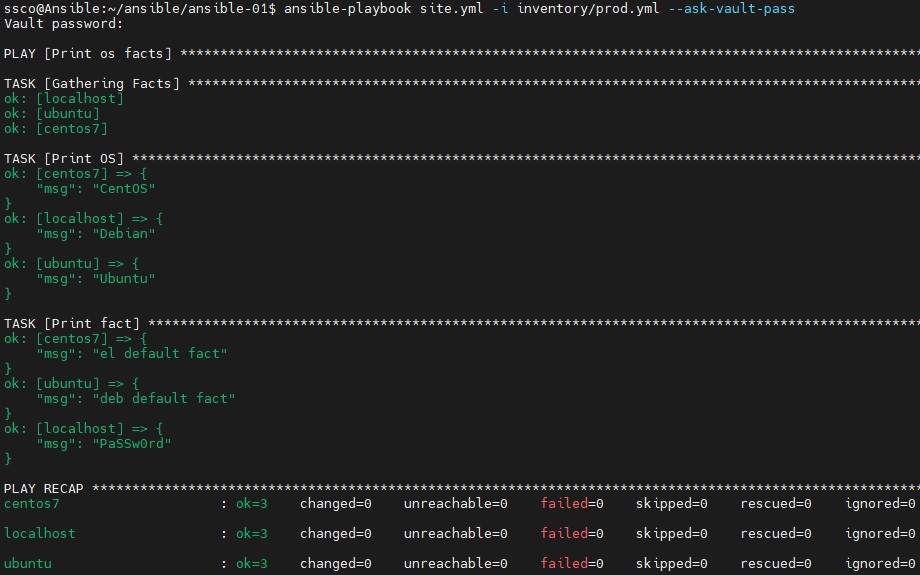 ssco@Ansible:~/ansible/ansible-01$ ansible-playbook site.yml -i inventory/prod.yml --ask-vault-pass
Vault password:
PLAY [Print os facts] ********************************************************************************************
TASK [Gathering Facts] *******************************************************************************************
ok: [localhost]
ok: [ubuntu]
ok: [centos7]
TASK [Print OS] **************************************************************************************************
ok: [centos7] => {
    "msg": "CentOS"
}
ok: [localhost] => {
    "msg": "Debian"
}
ok: [ubuntu] => {
    "msg": "Ubuntu"
}
TASK [Print fact] ************************************************************************************************
ok: [centos7] => {
    "msg": "el default fact"
}
ok: [ubuntu] => {
    "msg": "deb default fact"
}
ok: [localhost] => {
    "msg": "PaSSw0rd"
}
PLAY RECAP *******************************************************************************************************
centos7                    : ok=3    changed=0    unreachable=0    failed=0    skipped=0    rescued=0    ignored=0
localhost                  : ok=3    changed=0    unreachable=0    failed=0    skipped=0    rescued=0    ignored=0
ubuntu                     : ok=3    changed=0    unreachable=0    failed=0    skipped=0    rescued=0    ignored=0